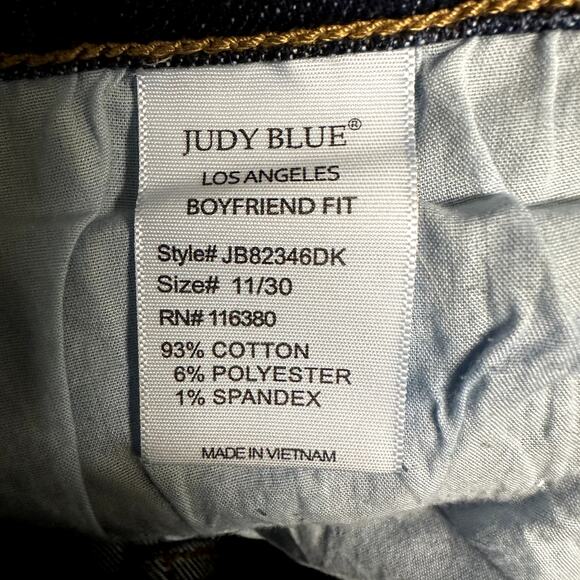 JUDY BLUE®
LOS ANGELES
BOYFRIEND FIT
Style# JB82346DK
Size# 11/30
RN# 116380
93% COTTON
6% POLYESTER
1% SPANDEX
MADE IN VIETNAM